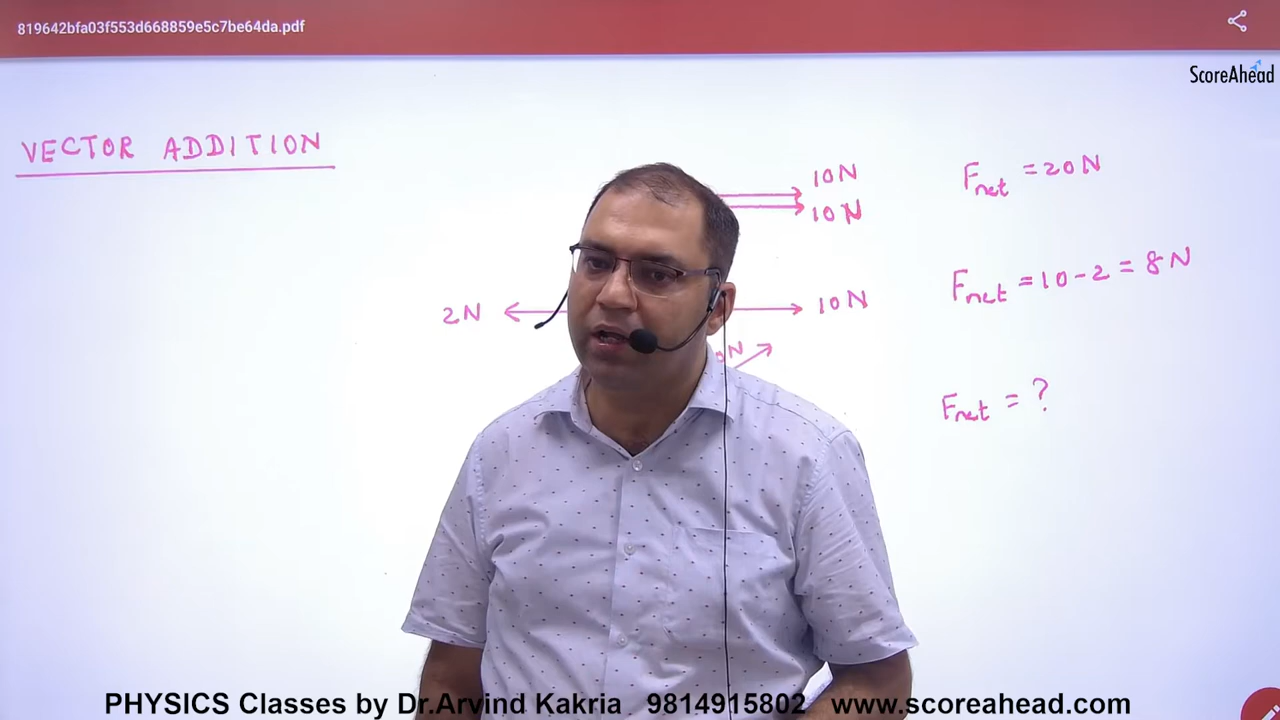 819642bfa03f553d668859e5c7be64da.pdf
ScoreAhead
VECTOR ADDITION
10N
10N
Fnet = 20N
2N
10N
Fnet = 10-2 = 8N
Fnet = ?
PHYSICS Classes by Dr.Arvind Kakria 9814915802 www.scoreahead.com